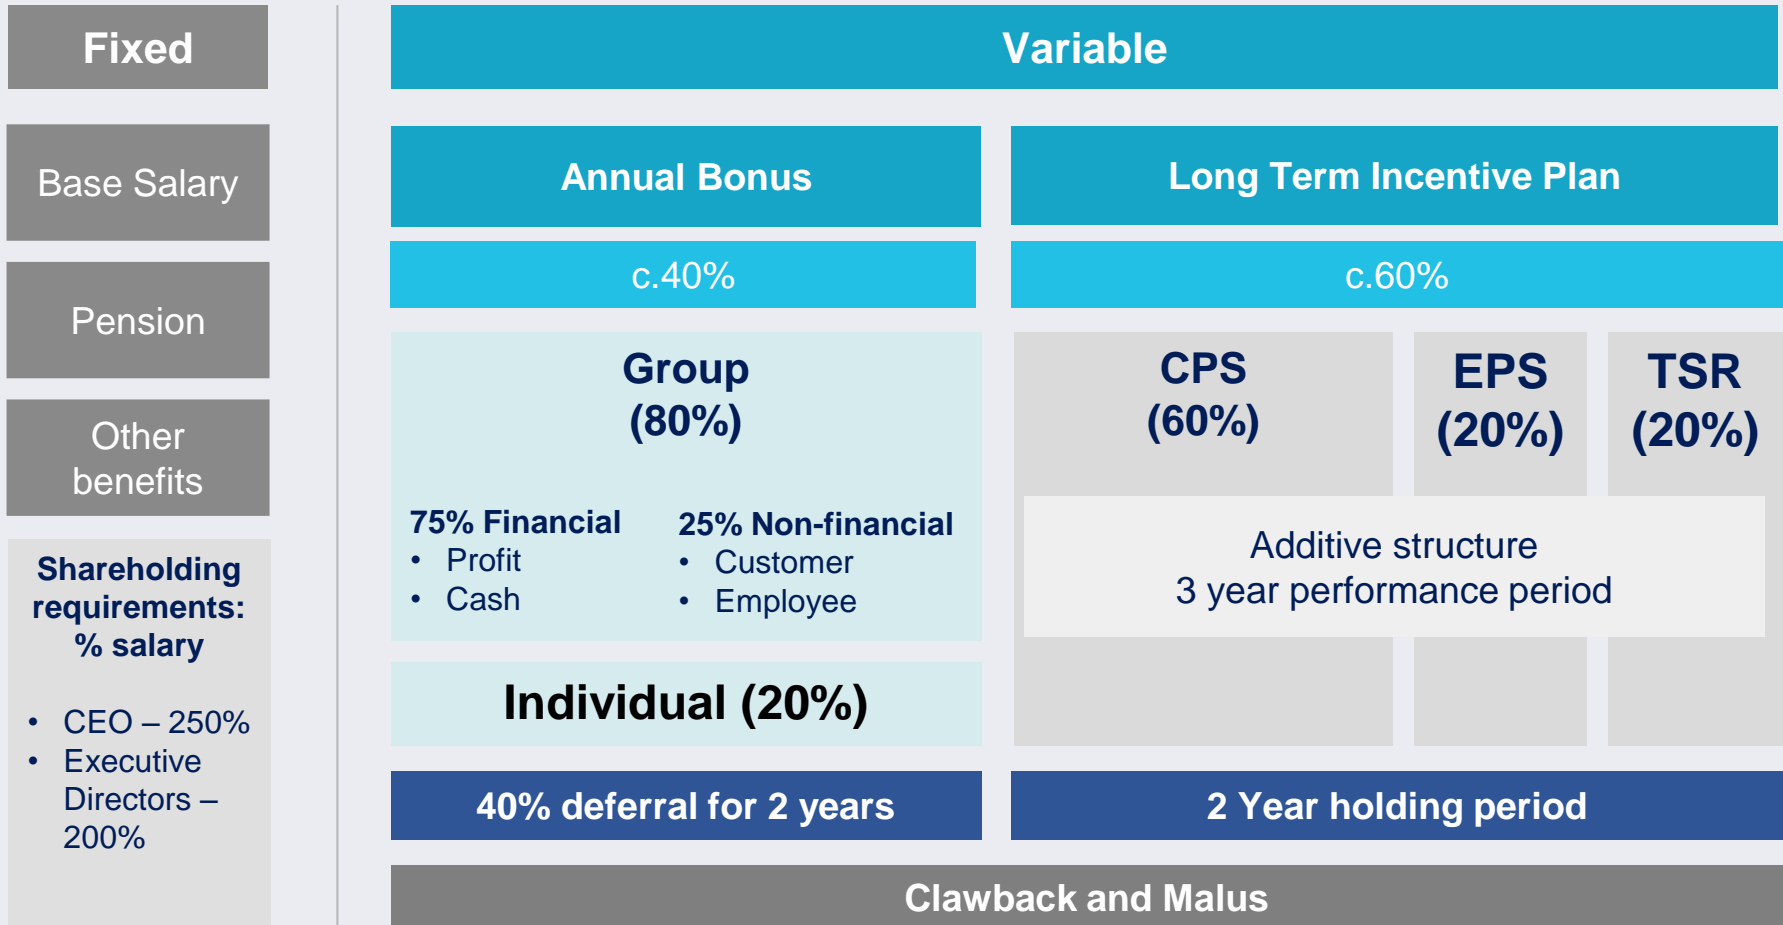 Fixed
Base Salary
Pension
Other
benefits
Shareholding
requirements:
% salary
• CEO – 250%
• Executive
Directors –
200%
Variable
Annual Bonus
c.40%
Group
(80%)
75% Financial
• Profit
• Cash
25% Non-financial
• Customer
• Employee
Individual (20%)
40% deferral for 2 years
Long Term Incentive Plan
c.60%
CPS
(60%)
EPS
(20%)
TSR
(20%)
Additive structure
3 year performance period
2 Year holding period
Clawback and Malus